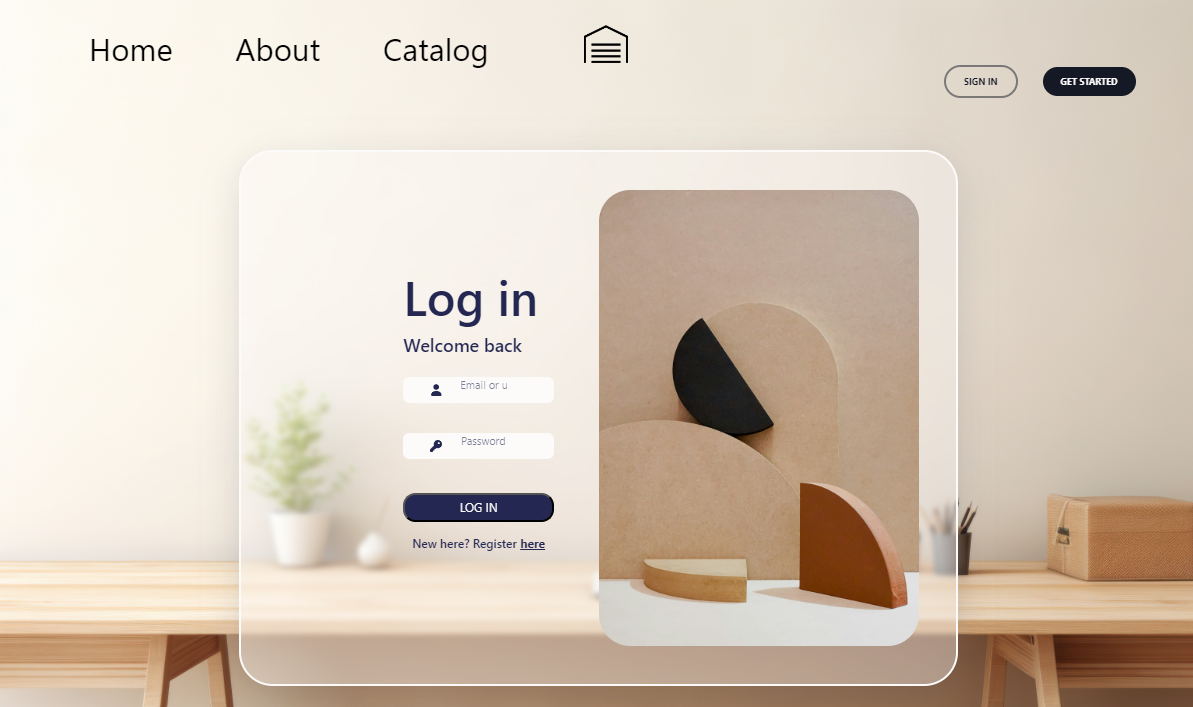 Home About Catalog
SIGN IN GET STARTED
Log in
Welcome back
Email or u
Password
LOG IN
New here? Register here